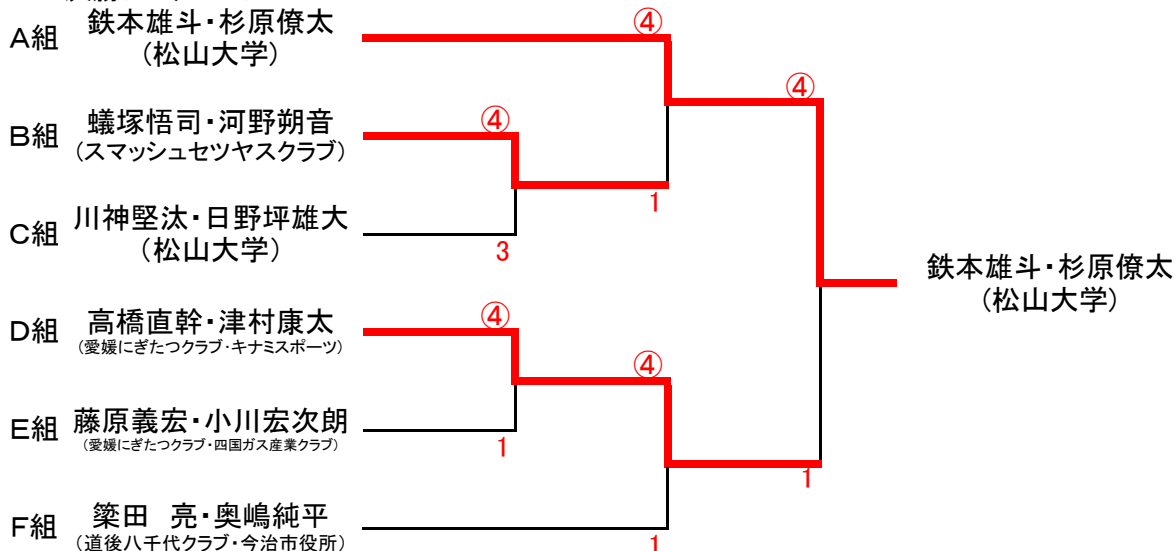 A組 鉄本雄斗・杉原僚太
(松山大学)
④
④
B組 蟻塚悟司・河野朔音
(スマッシュセツヤスクラブ)
④
1
C組 川神堅汰・日野坪雄大
(松山大学)
3
鉄本雄斗・杉原僚太
(松山大学)
D組 高橋直幹・津村康太
(愛媛にぎたつクラブ・キナミスポーツ)
④
④
E組 藤原義宏・小川宏次朗
(愛媛にぎたつクラブ・四国ガス産業クラブ)
1
1
F組 簗田 亮・奥嶋純平
(道後八千代クラブ・今治市役所)
1